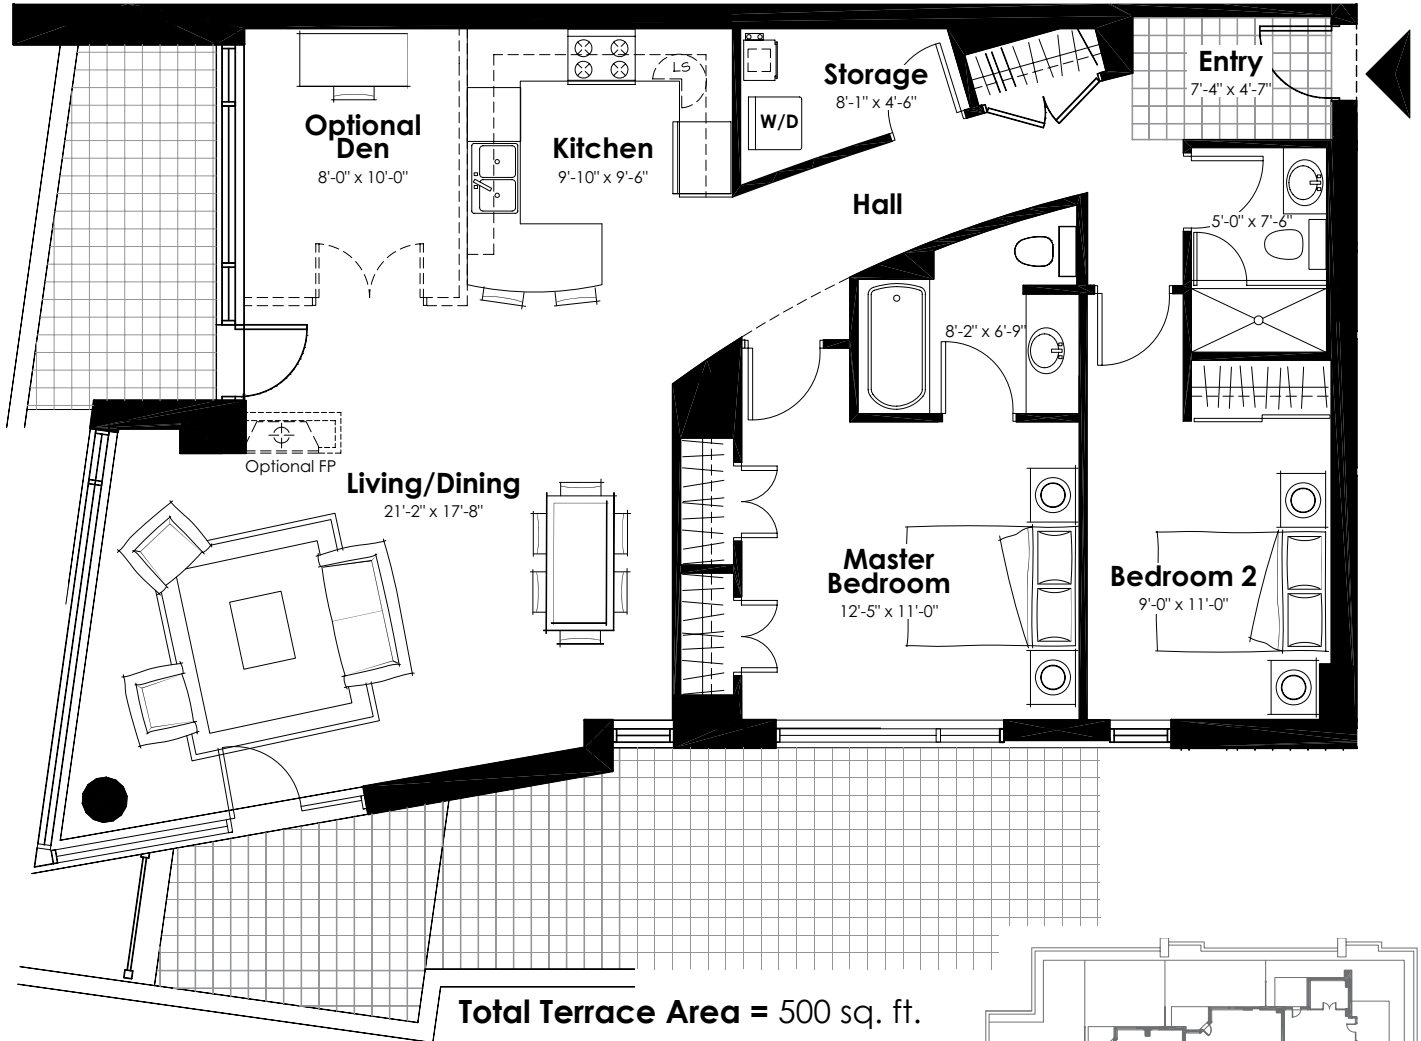 Optional
Den
8'-0" x 10'-0"
Kitchen
9'-10" x 9'-6"
LS
Storage
8'-1" x 4'-6"
W/D
Entry
7'-4" x 4'-7"
Hall
5'-0" x 7'-6"
8'-2" x 6'-9"
Optional FP
Living/Dining
21'-2" x 17'-8"
Master
Bedroom
12'-5" x 11'-0"
Bedroom 2
9'-0" x 11'-0"
Total Terrace Area = 500 sq. ft.